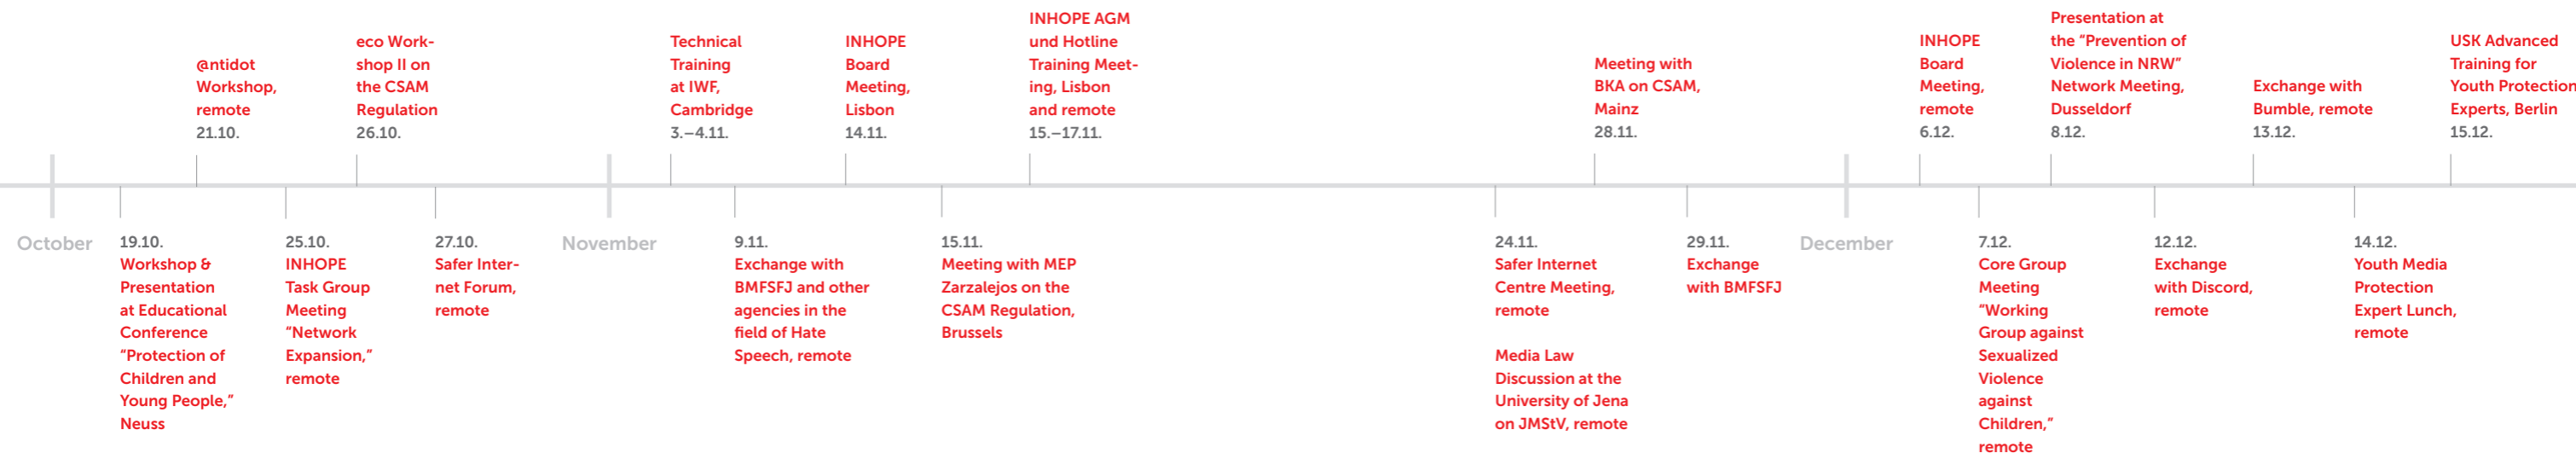 October
19.10.
Workshop &
Presentation
at Educational
Conference
“Protection of
Children and
Young People,”
Neuss
@ntidot
Workshop,
remote
21.10.
25.10.
INHOPE
Task Group
Meeting
“Network
Expansion,”
remote
eco Work-
shop II on
the CSAM
Regulation
26.10.
27.10.
Safer Inter-
net Forum,
remote
November
Technical
Training
at IWF,
Cambridge
3.–4.11.
9.11.
Exchange with
BMFSFJ and other
agencies in the
field of Hate
Speech, remote
INHOPE
Board
Meeting,
Lisbon
14.11.
15.11.
Meeting with MEP
Zarzalejos on the
CSAM Regulation,
Brussels
INHOPE AGM
und Hotline
Training Meet-
ing, Lisbon
and remote
15.–17.11.
24.11.
Safer Internet
Centre Meeting,
remote
Media Law
Discussion at the
University of Jena
on JMStV, remote
Meeting with
BKA on CSAM,
Mainz
28.11.
29.11.
Exchange
with BMFSFJ
December
INHOPE
Board
Meeting,
remote
6.12.
7.12.
Core Group
Meeting
“Working
Group against
Sexualized
Violence
against
Children,”
remote
Presentation at
the “Prevention of
Violence in NRW”
Network Meeting,
Dusseldorf
8.12.
12.12.
Exchange
with Discord,
remote
Exchange with
Bumble, remote
13.12.
14.12.
Youth Media
Protection
Expert Lunch,
remote
USK Advanced
Training for
Youth Protection
Experts, Berlin
15.12.